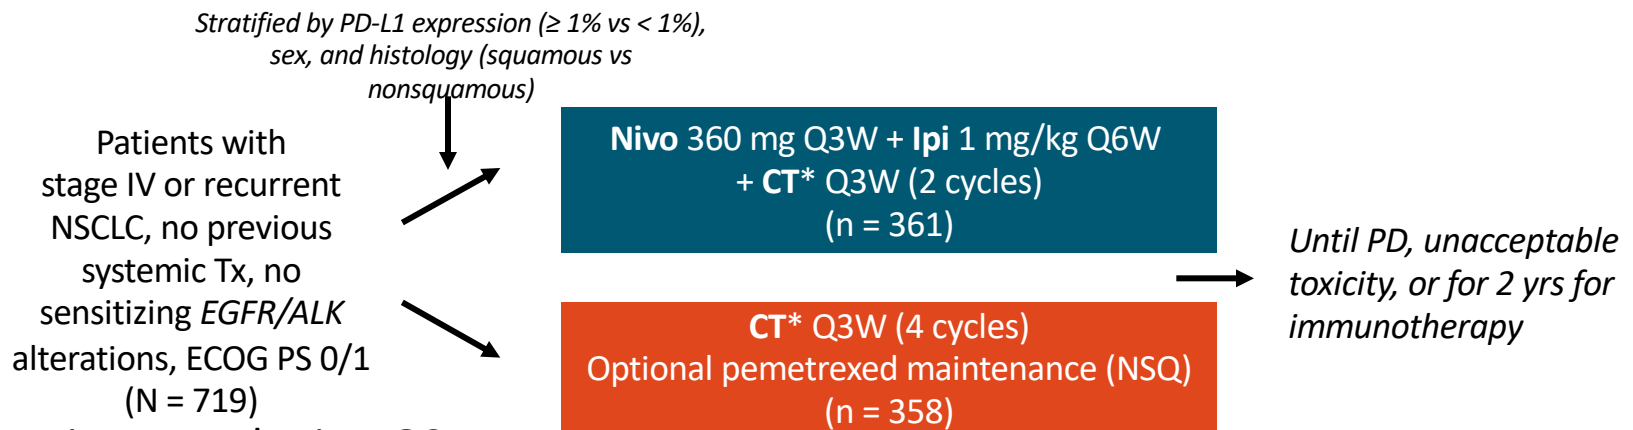 Stratified by PD-L1 expression (≥ 1% vs < 1%),
sex, and histology (squamous vs
nonsquamous)
Patients with
stage IV or recurrent
NSCLC, no previous
systemic Tx, no
sensitizing EGFR/ALK
alterations, ECOG PS 0/1
(N = 719)
Nivo 360 mg Q3W + Ipi 1 mg/kg Q6W
+ CT* Q3W (2 cycles)
(n = 361)
CT* Q3W (4 cycles)
Optional pemetrexed maintenance (NSQ)
(n = 358)
Until PD, unacceptable
toxicity, or for 2 yrs for
immunotherapy